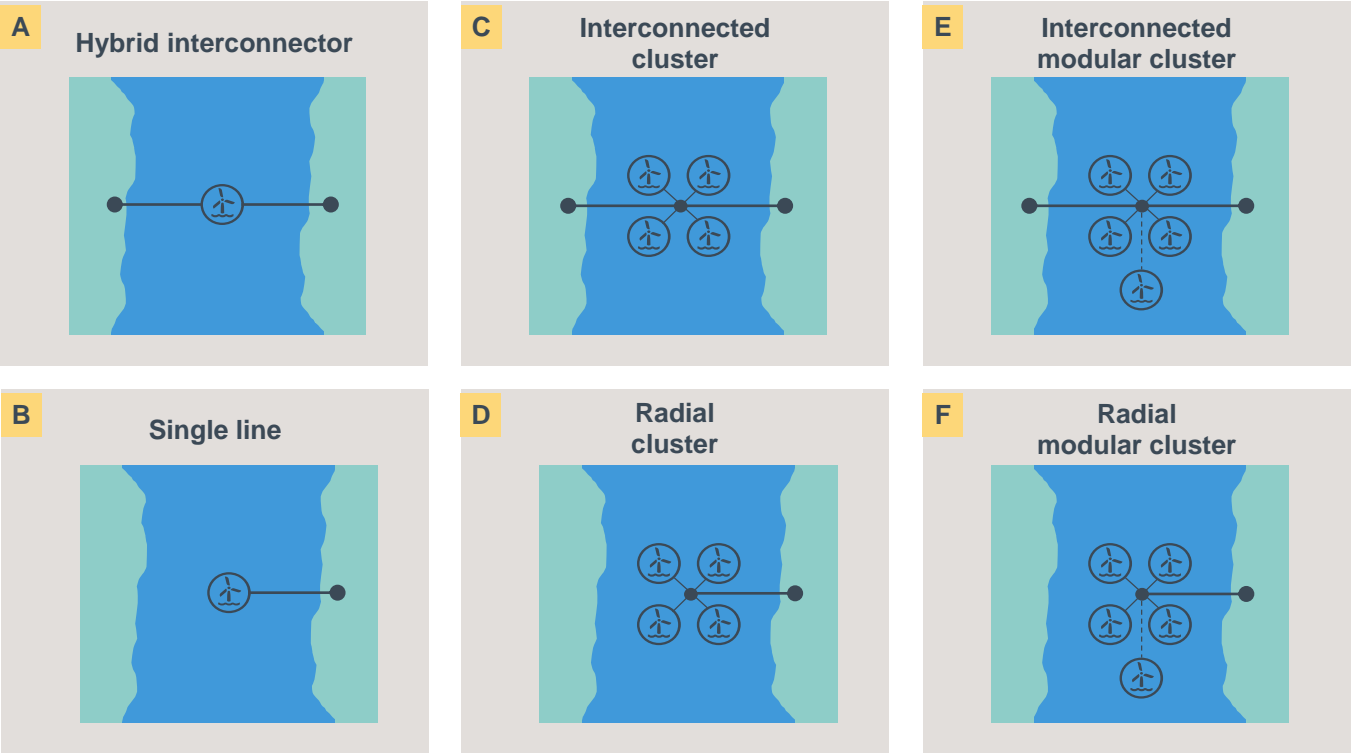 A
Hybrid interconnector
C
Interconnected
cluster
E
Interconnected
modular cluster
B
Single line
D
Radial
cluster
F
Radial
modular cluster